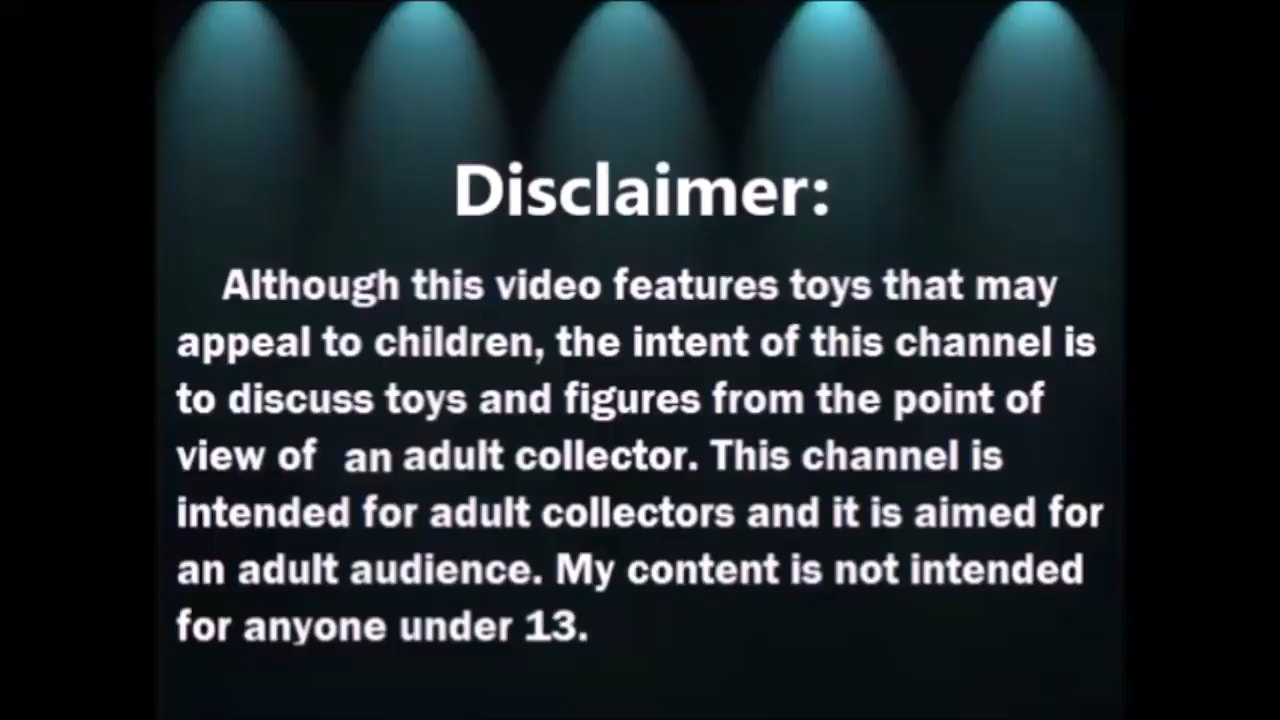 Disclaimer:
Although this video features toys that may
appeal to children, the intent of this channel is
to discuss toys and figures from the point of
view of an adult collector. This channel is
intended for adult collectors and it is aimed for
an adult audience. My content is not intended
for anyone under 13.